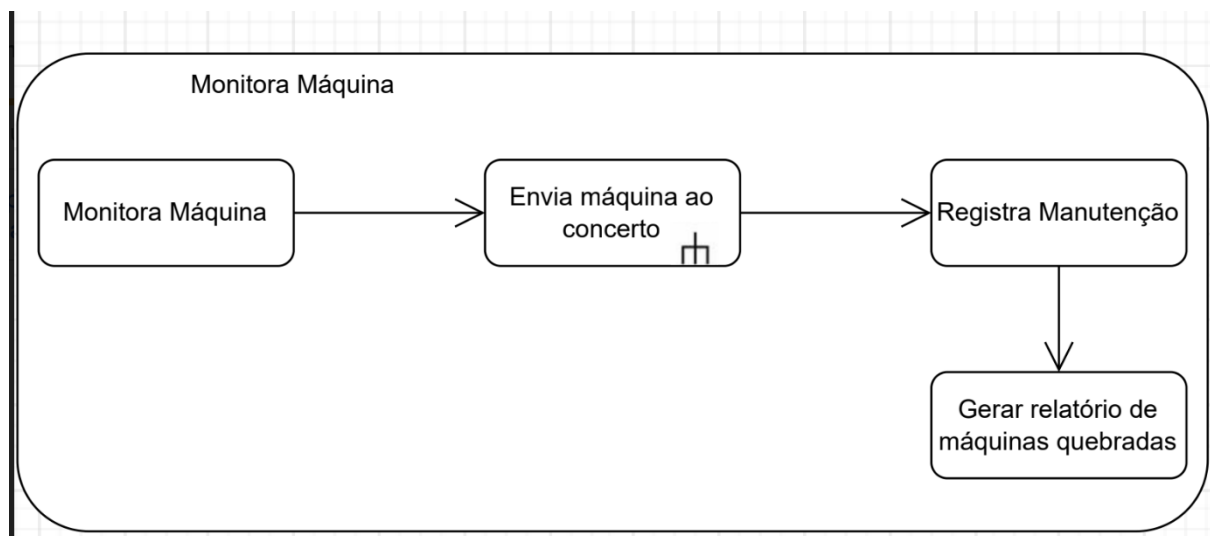 Monitora Máquina
Monitora Máquina
Envia máquina ao
concerto
Registra Manutenção
Gerar relatório de
máquinas quebradas